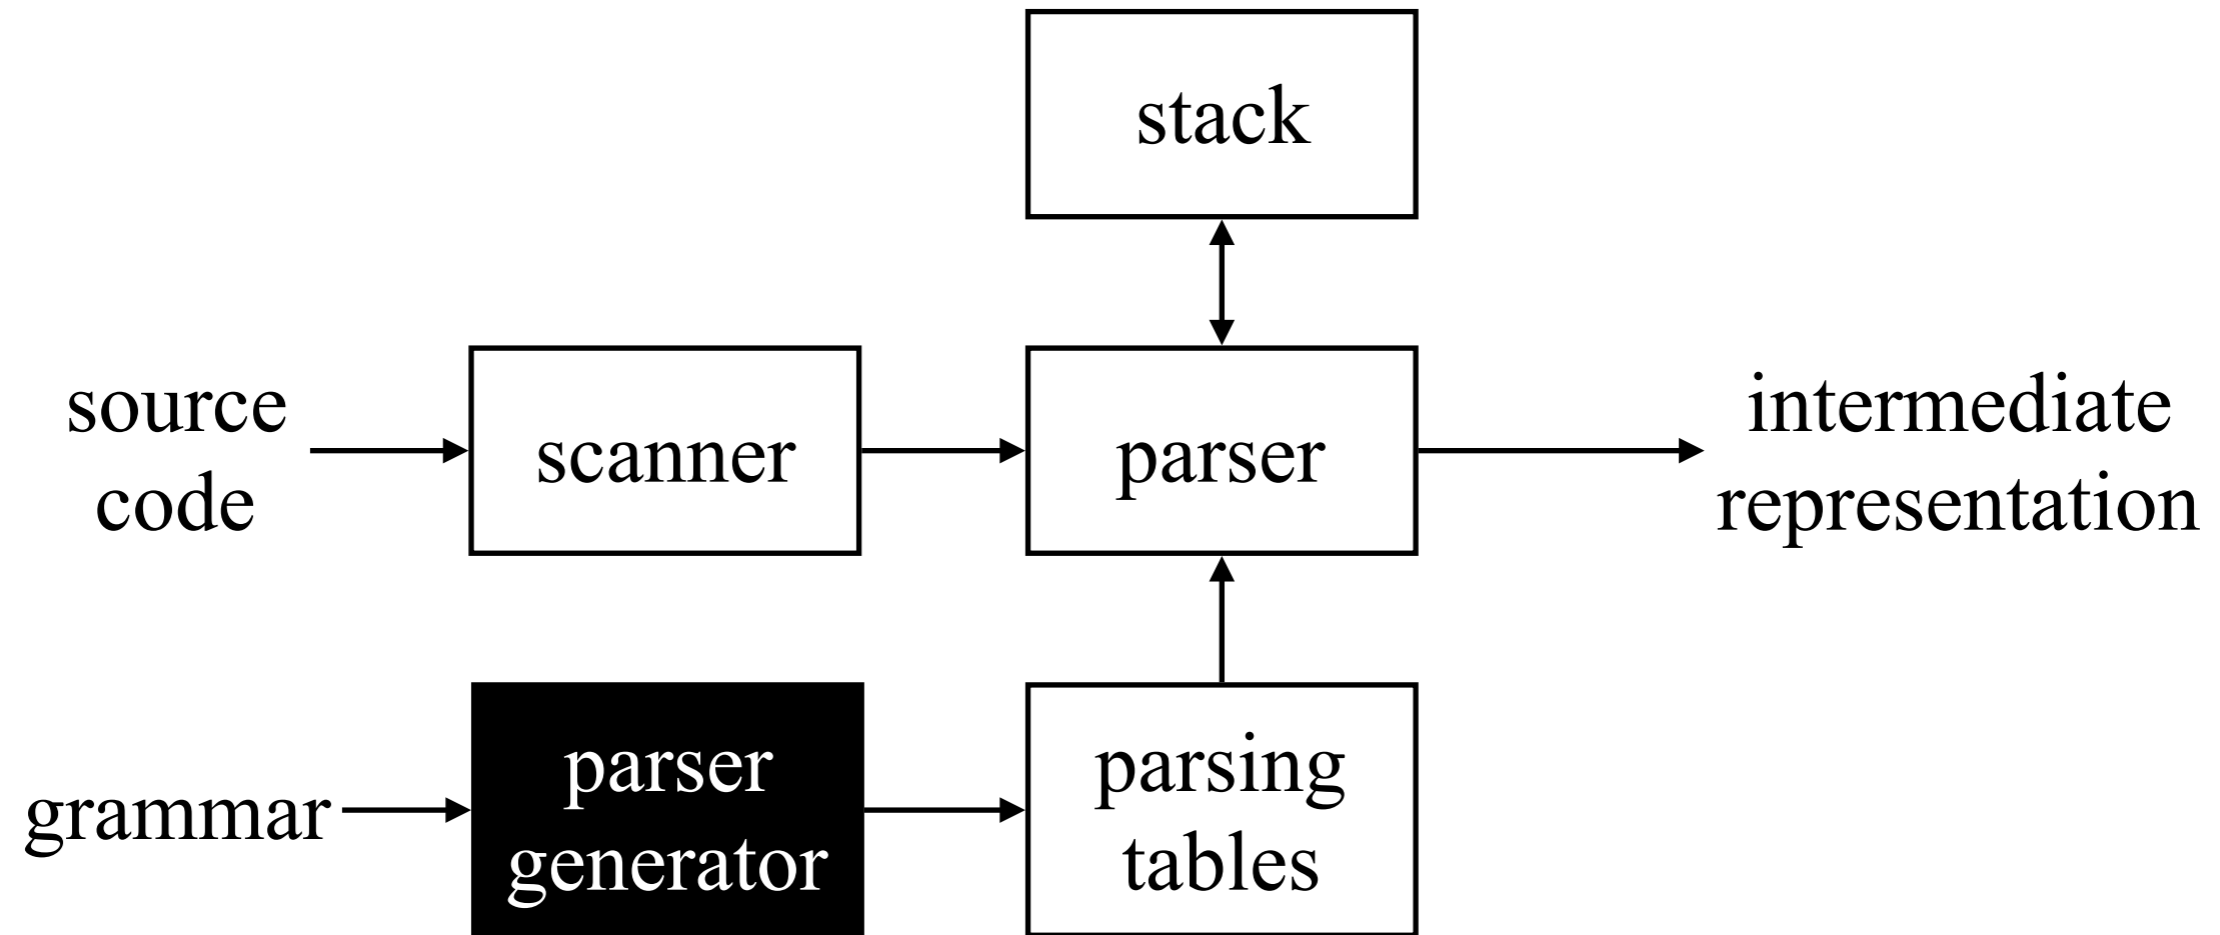 stack
source
code
scanner
parser
intermediate
representation
grammar
parser
generator
parsing
tables